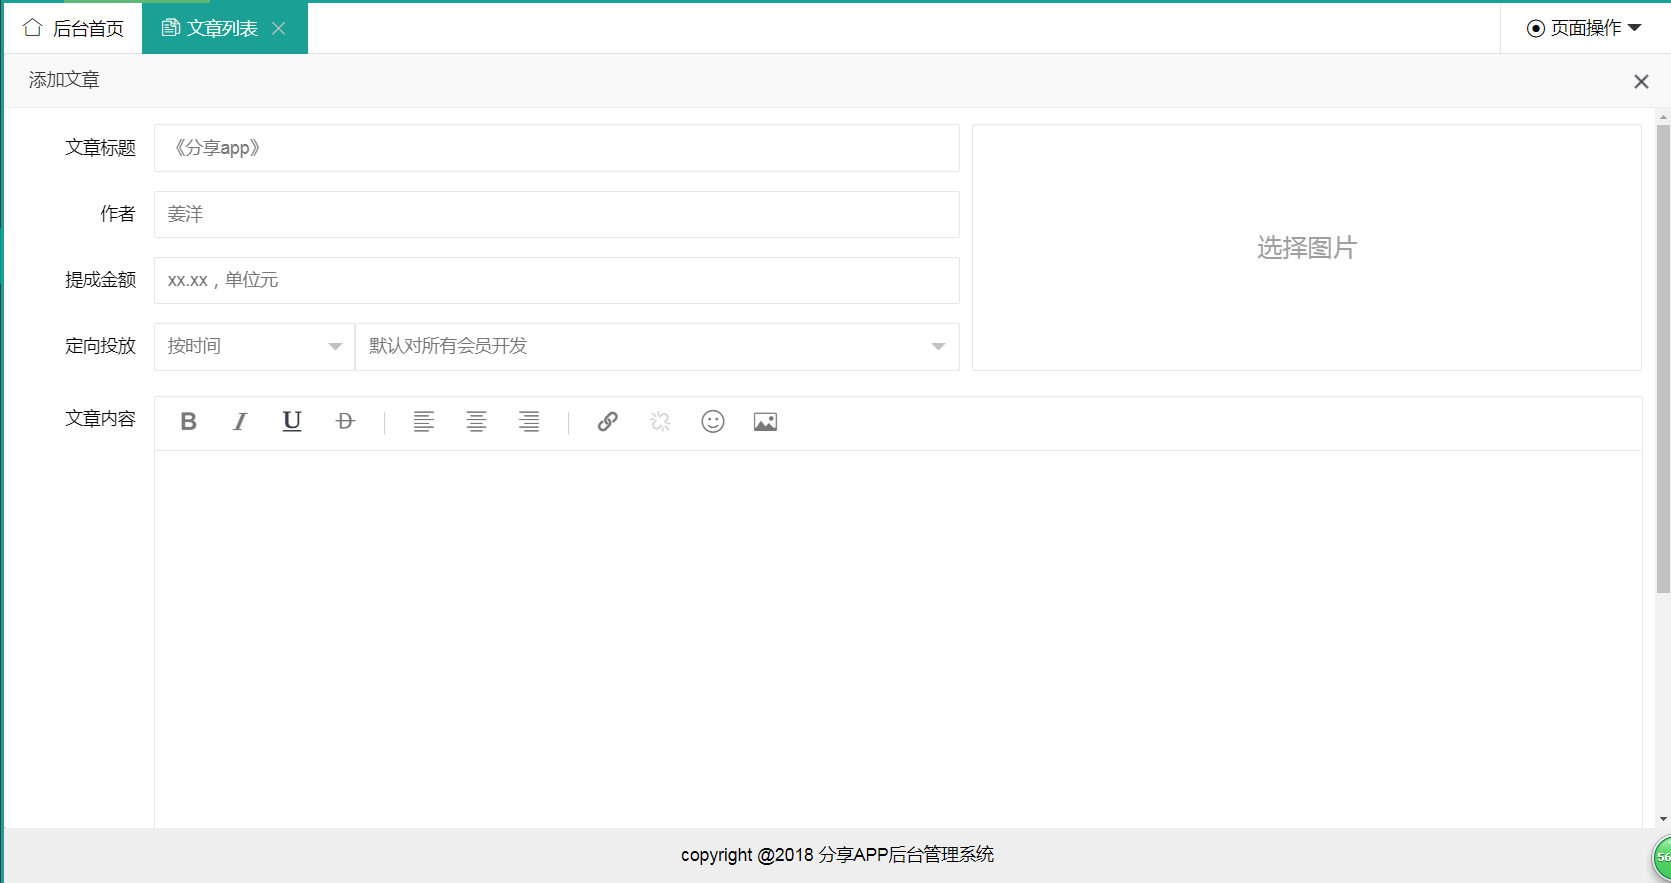 后台首页 文章列表 页面操作
添加文章
文章标题 《分享app》
作者 姜洋
选择图片
提成金额 xx.xx，单位元
定向投放 按时间 默认对所有会员开发
文章内容 B I U D
copyright @2018 分享APP后台管理系统
56